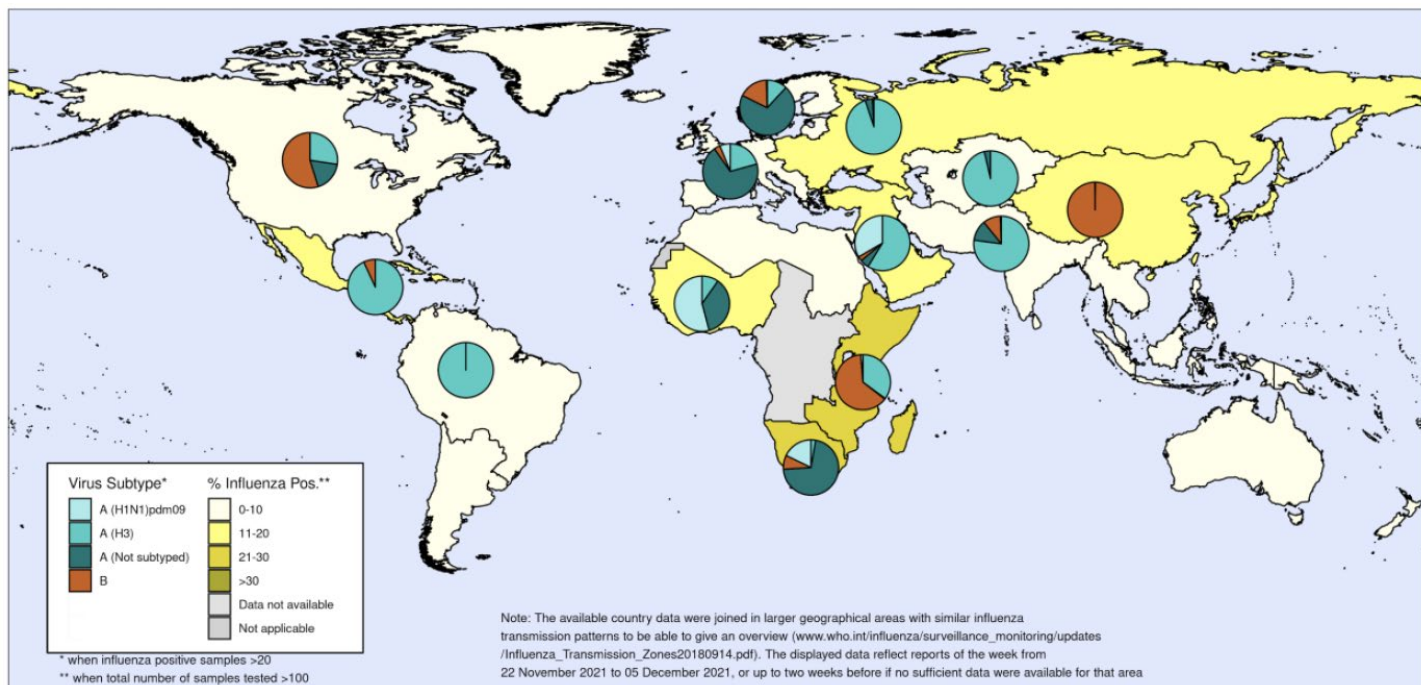 Virus Subtype*
A (H1N1)pdm09
A (H3)
A (Not subtyped)
B
% Influenza Pos.**
0-10
11-20
21-30
>30
Data not available
Not applicable
* when influenza positive samples >20
** when total number of samples tested >100
Note: The available country data were joined in larger geographical areas with similar influenza
transmission patterns to be able to give an overview (www.who.int/influenza/surveillance_monitoring/updates
/Influenza_Transmission_Zones20180914.pdf). The displayed data reflect reports of the week from
22 November 2021 to 05 December 2021, or up to two weeks before if no sufficient data were available for that area